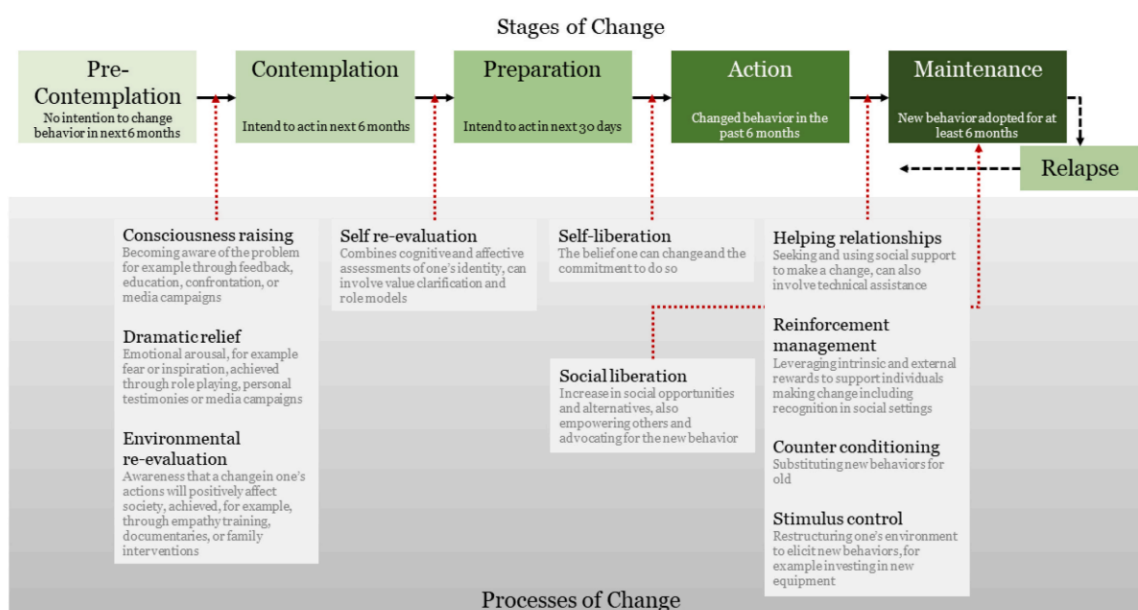 Stages of Change
Pre-
Contemplation
No intention to change
behavior in next 6 months
Contemplation
Intend to act in next 6 months
Preparation
Intend to act in next 30 days
Action
Changed behavior in the
past 6 months
Maintenance
New behavior adopted for at
least 6 months
Relapse
Consciousness raising
Becoming aware of the problem
for example through feedback,
education, confrontation, or
media campaigns
Dramatic relief
Emotional arousal, for example
fear or inspiration, achieved
through role playing, personal
testimonies or media campaigns
Environmental
re-evaluation
Awareness that a change in one's
actions will positively affect
society, achieved, for example,
through empathy training,
documentaries, or family
interventions
Self re-evaluation
Combines cognitive and affective
assessments of one's identity, can
involve value clarification and
role models
Self-liberation
The belief one can change and the
commitment to do so
Social liberation
Increase in social opportunities
and alternatives, also
empowering others and
advocating for the new behavior
Helping relationships
Seeking and using social support
to make a change, can also
involve technical assistance
Reinforcement
management
Leveraging intrinsic and external
rewards to support individuals
making change including
recognition in social settings
Counter conditioning
Substituting new behaviors for
old
Stimulus control
Restructuring one's environment
to elicit new behaviors, for
example investing in new
equipment
Processes of Change